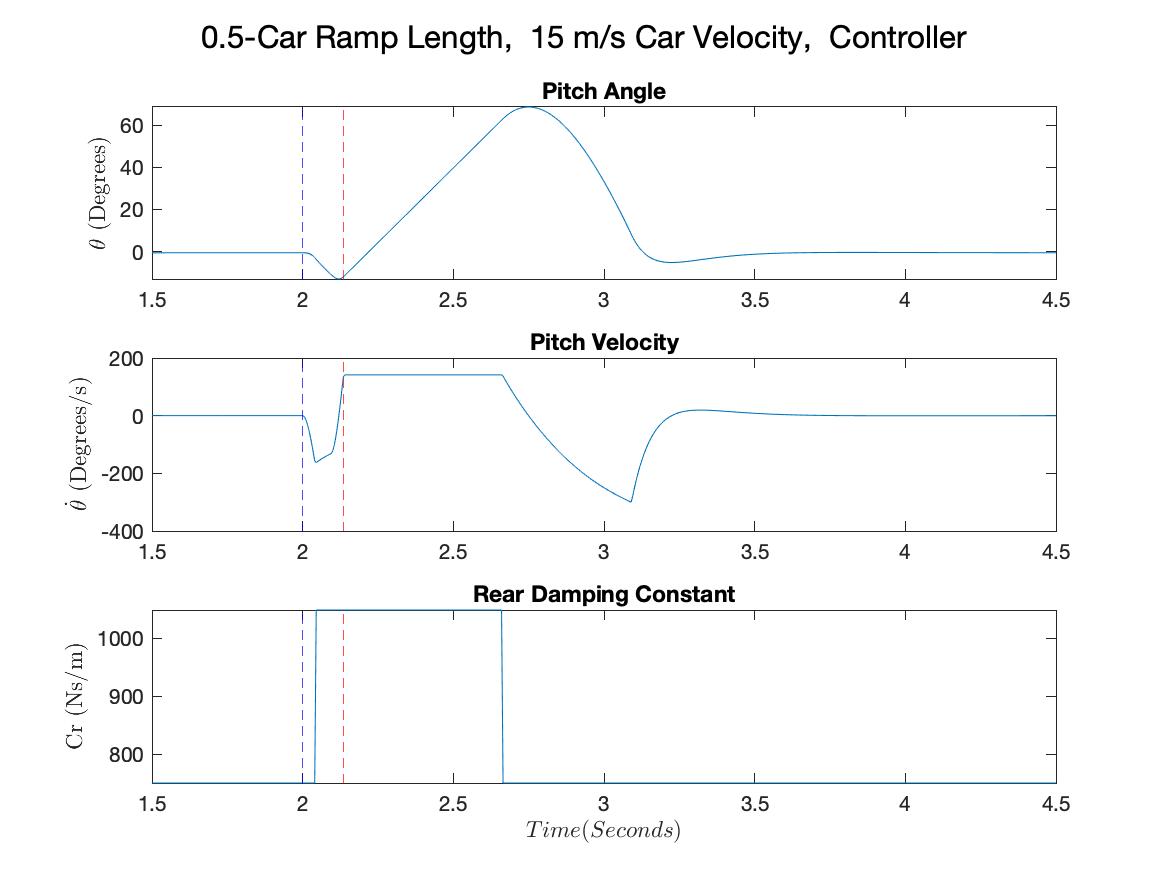 0.5-Car Ramp Length,  15 m/s Car Velocity,  Controller
Pitch Angle
θ (Degrees)
60
40
20
0
1.5 2 2.5 3 3.5 4 4.5
Pitch Velocity
θ̇ (Degrees/s)
200
0
-200
-400
1.5 2 2.5 3 3.5 4 4.5
Rear Damping Constant
Cr (Ns/m)
1000
900
800
1.5 2 2.5 3 3.5 4 4.5
Time(Seconds)